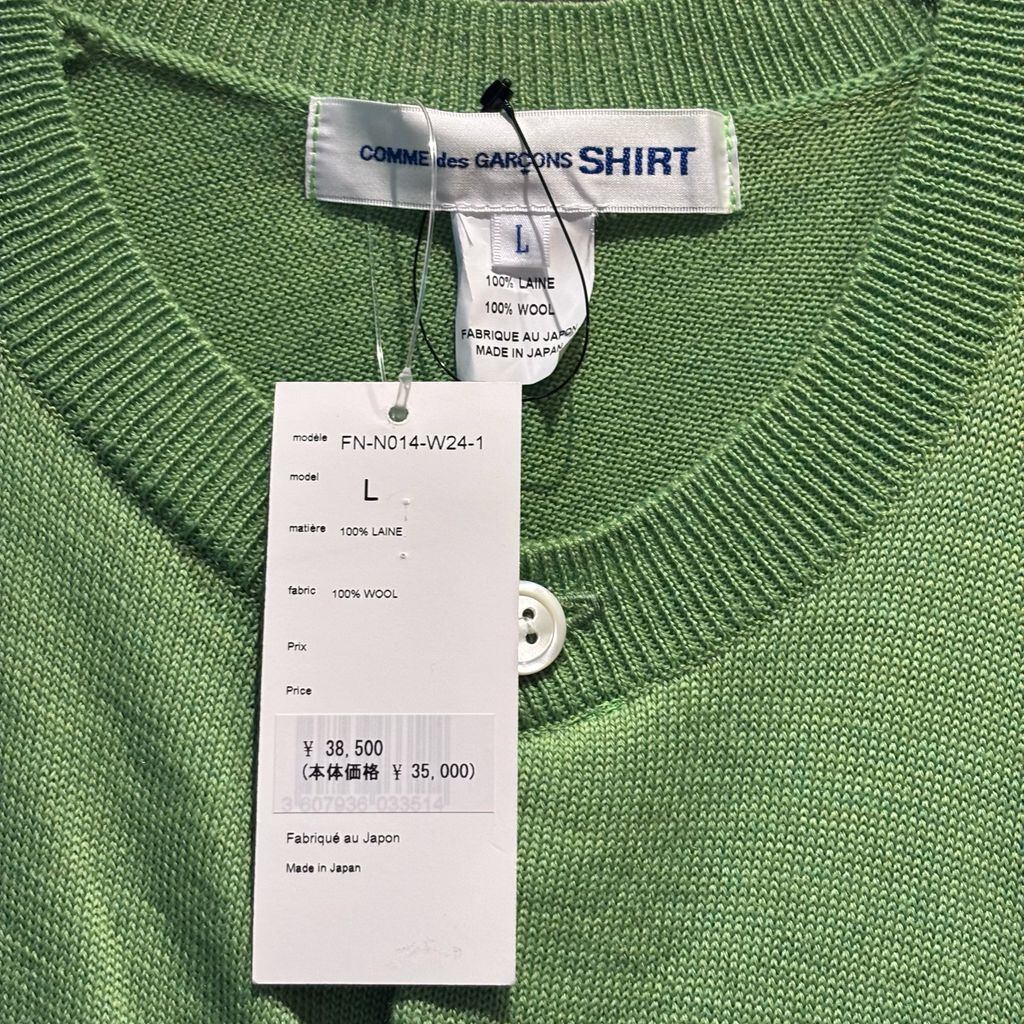 COMME des GARÇONS SHIRT
L
100% LAINE
100% WOOL
FABRIQUE AU JAPON
MADE IN JAPAN
modèle FN-N014-W24-1
model L
matière 100% LAINE
fabric 100% WOOL
Prix
Price
¥ 38,500
(本体価格 ¥ 35,000)
3 607936 033514
Fabriqué au Japon
Made in Japan